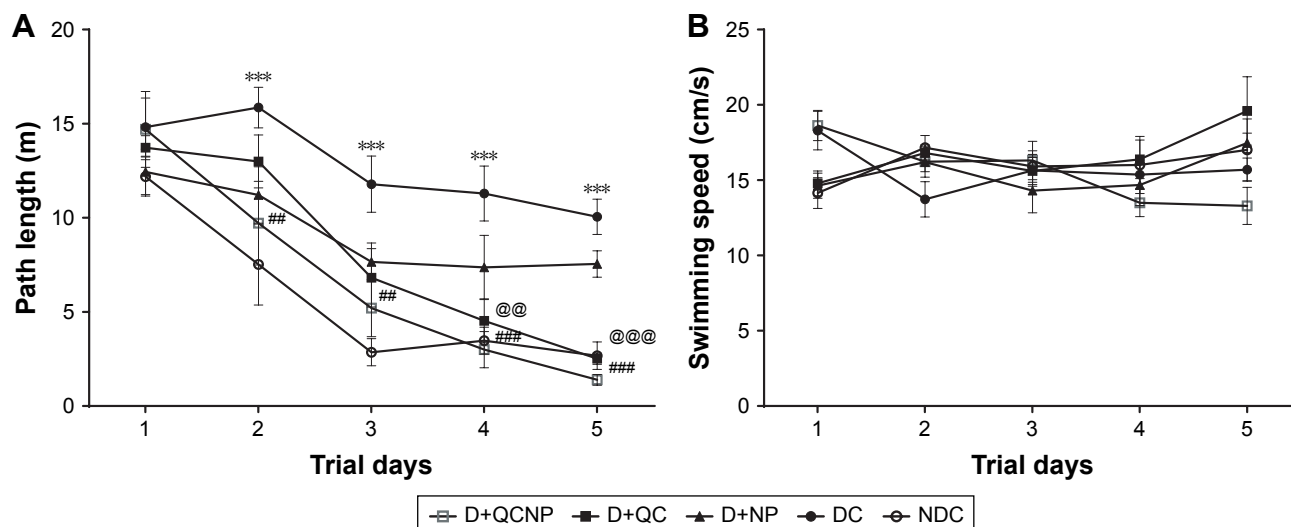 A
B
20
15
10
5
0
Path length (m)
***
***
***
***
##
##
@@
###
@@@
###
1 2 3 4 5
Trial days
25
20
15
10
5
0
Swimming speed (cm/s)
1 2 3 4 5
Trial days
D+QCNP D+QC D+NP DC NDC